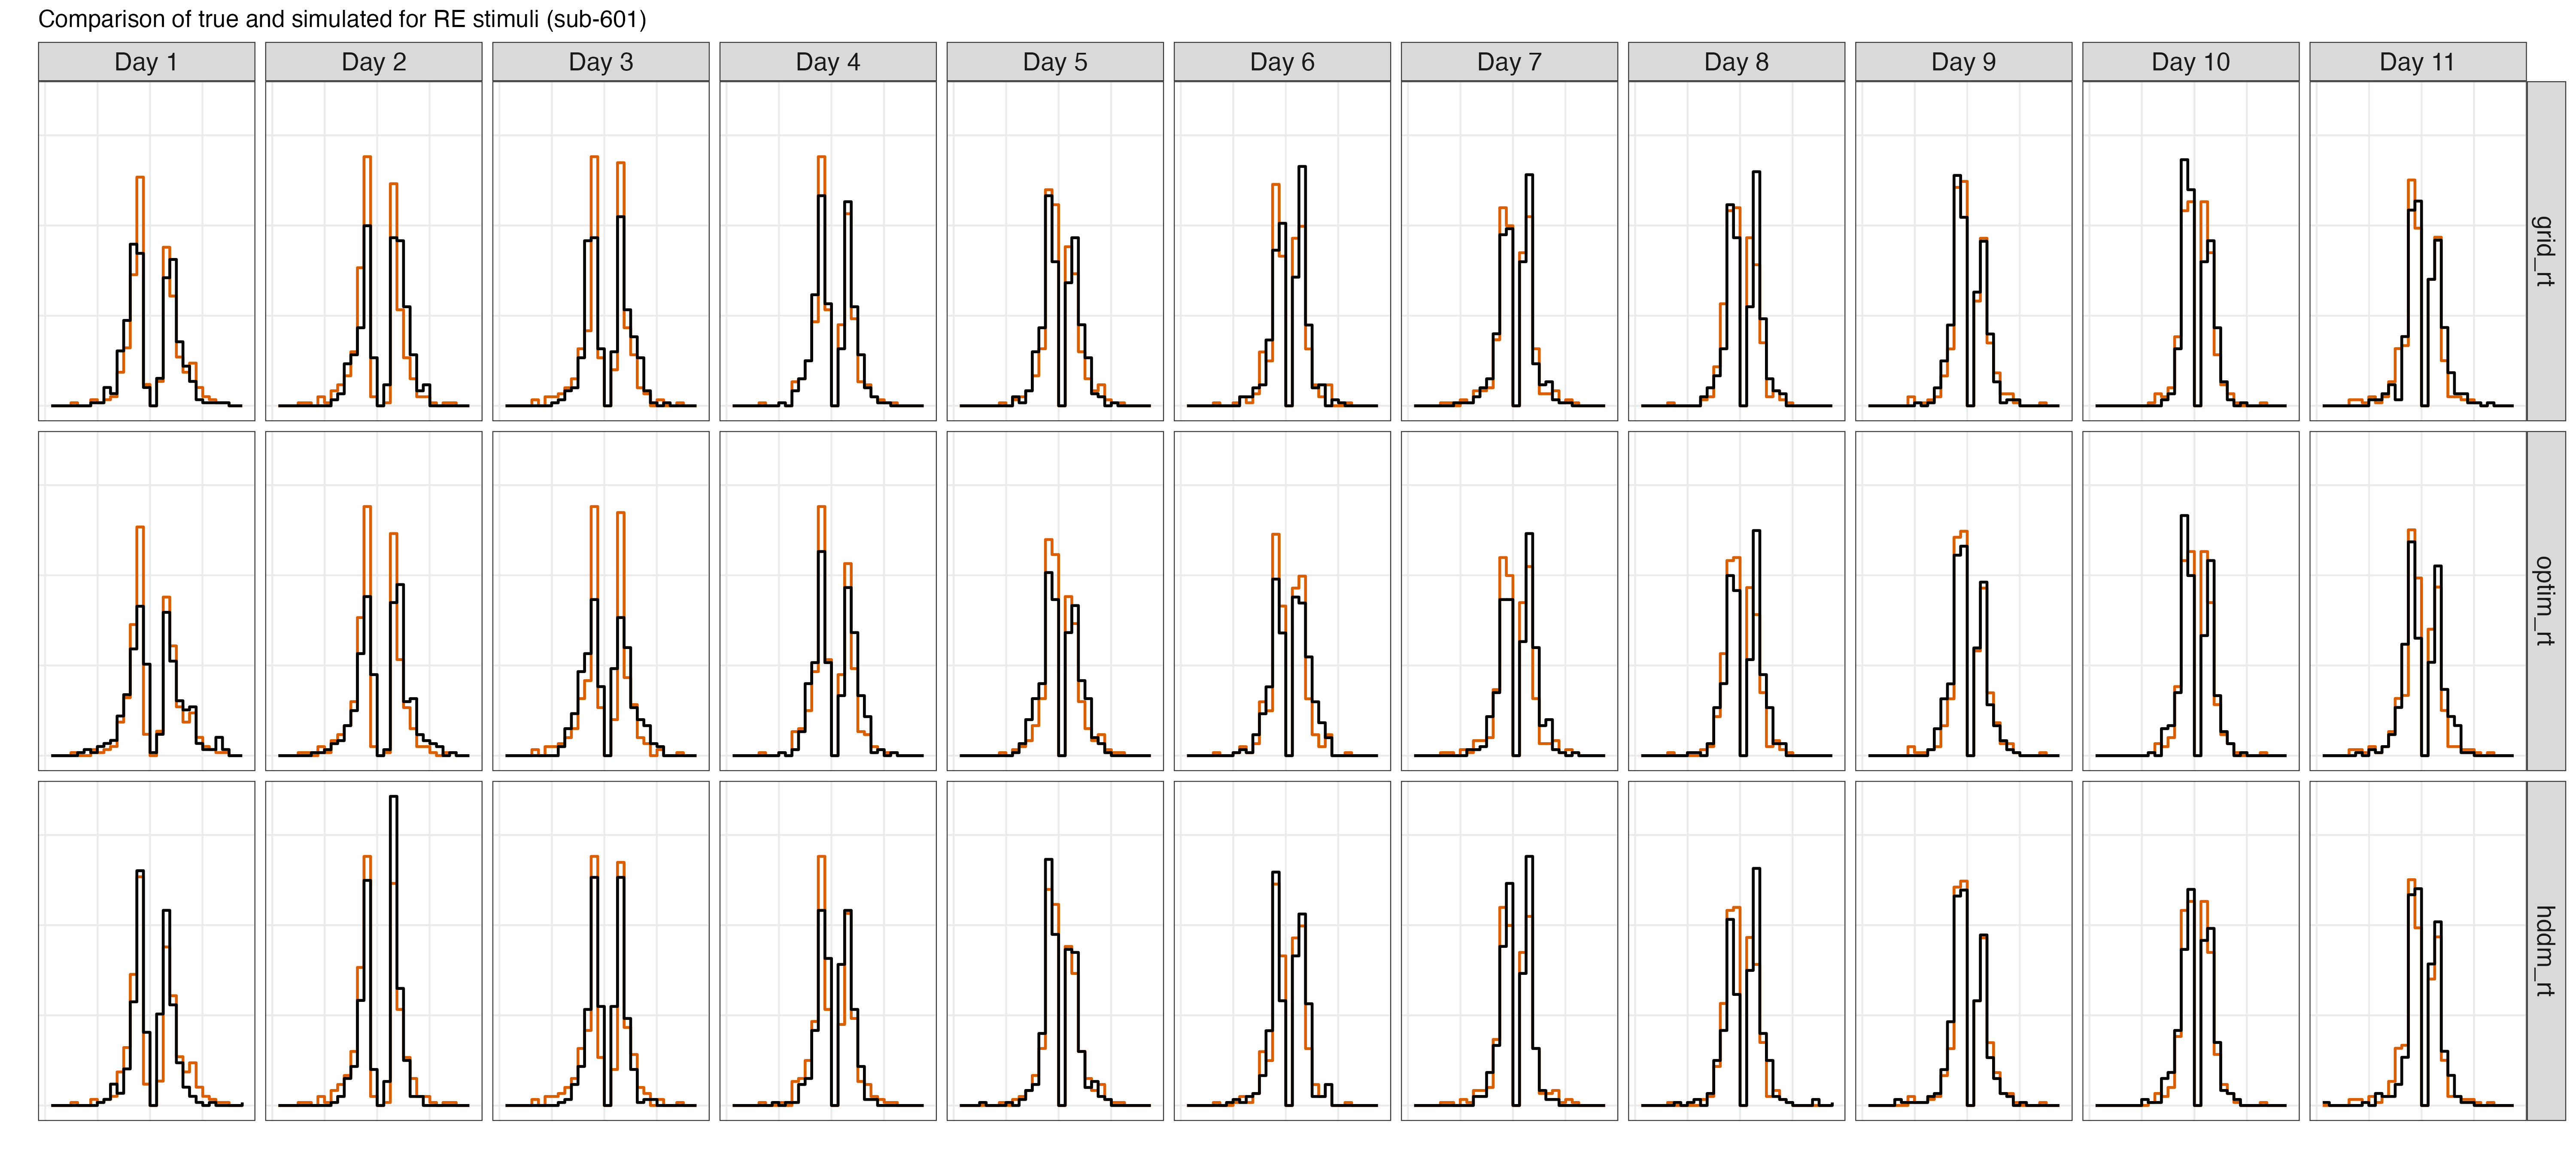 Comparison of true and simulated for RE stimuli (sub-601)
Day 1
Day 2
Day 3
Day 4
Day 5
Day 6
Day 7
Day 8
Day 9
Day 10
Day 11
grid_rt
optim_rt
hddm_rt